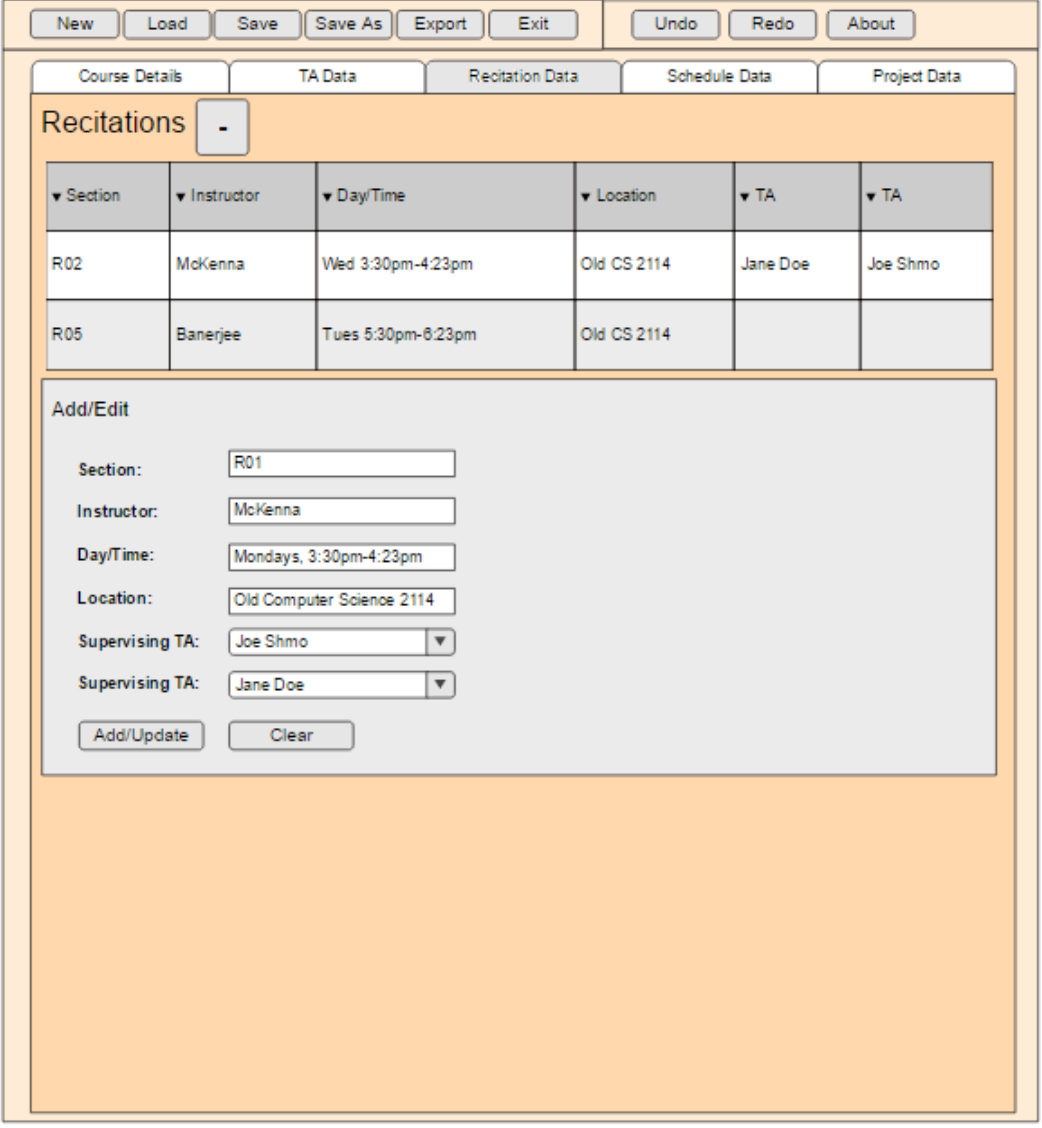 New Load Save Save As Export Exit Undo Redo About
Course Details TA Data Recitation Data Schedule Data Project Data
Recitations -
▼ Section ▼ Instructor ▼ Day/Time ▼ Location ▼ TA ▼ TA
R02 McKenna Wed 3:30pm-4:23pm Old CS 2114 Jane Doe Joe Shmo
R05 Banerjee Tues 5:30pm-6:23pm Old CS 2114
Add/Edit
Section: R01
Instructor: McKenna
Day/Time: Mondays, 3:30pm-4:23pm
Location: Old Computer Science 2114
Supervising TA: Joe Shmo ▼
Supervising TA: Jane Doe ▼
Add/Update Clear